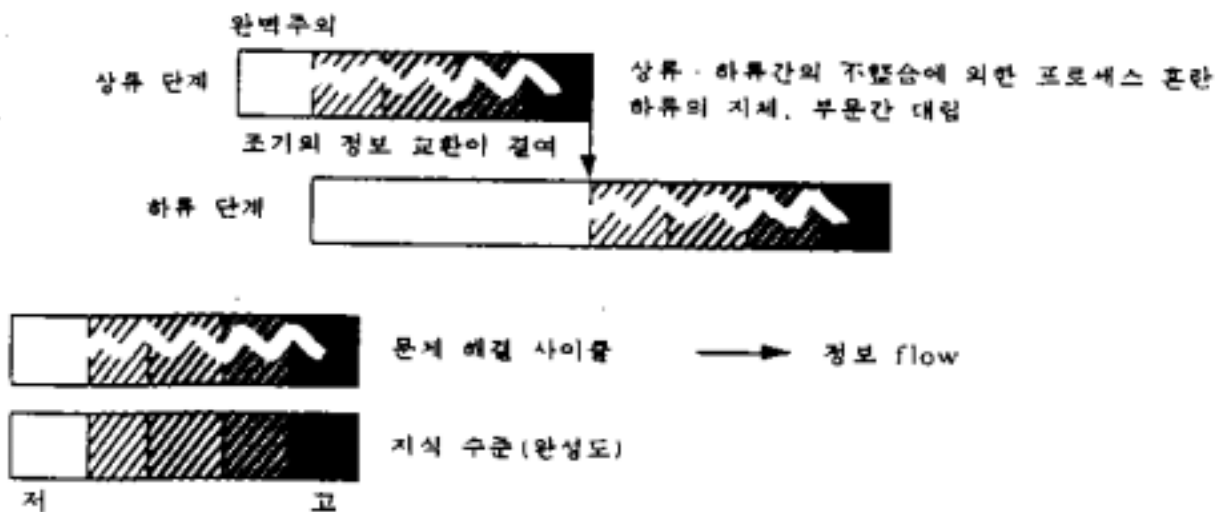 완벽주의
상류 단계
상류·하류간의 不整合에 의한 프로세스 혼란
하류의 지체, 부문간 대립
조기의 정보 교환이 결여
하류 단계
문제 해결 사이클
정보 flow
지식 수준(완성도)
저 고